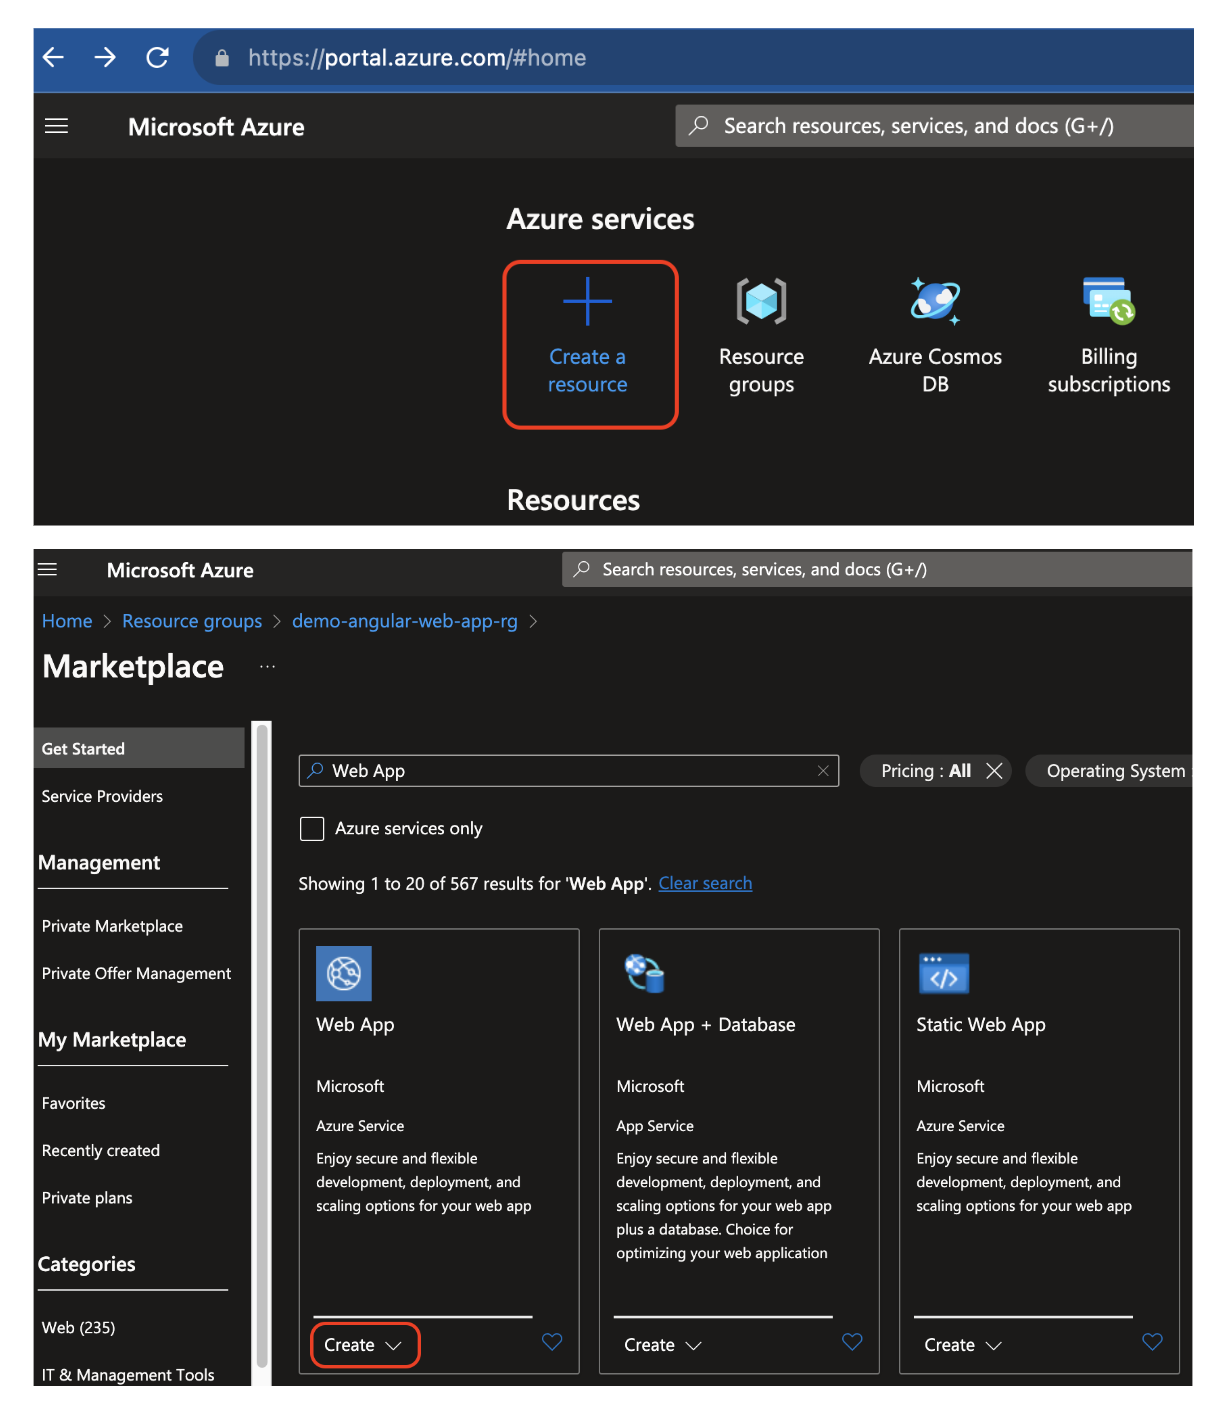 https://portal.azure.com/#home
Microsoft Azure
Search resources, services, and docs (G+/)
Azure services
Create a
resource
Resource
groups
Azure Cosmos
DB
Billing
subscriptions
Resources
Microsoft Azure
Search resources, services, and docs (G+/)
Home > Resource groups > demo-angular-web-app-rg >
Marketplace ...
Get Started
Service Providers
Management
Private Marketplace
Private Offer Management
My Marketplace
Favorites
Recently created
Private plans
Categories
Web (235)
IT & Management Tools
Web App
Pricing : All
Operating System
Azure services only
Showing 1 to 20 of 567 results for 'Web App'. Clear search
Web App
Microsoft
Azure Service
Enjoy secure and flexible
development, deployment, and
scaling options for your web app
Create
Web App + Database
Microsoft
App Service
Enjoy secure and flexible
development, deployment, and
scaling options for your web app
plus a database. Choice for
optimizing your web application
Create
Static Web App
Microsoft
Azure Service
Enjoy secure and flexible
development, deployment, and
scaling options for your web app
Create